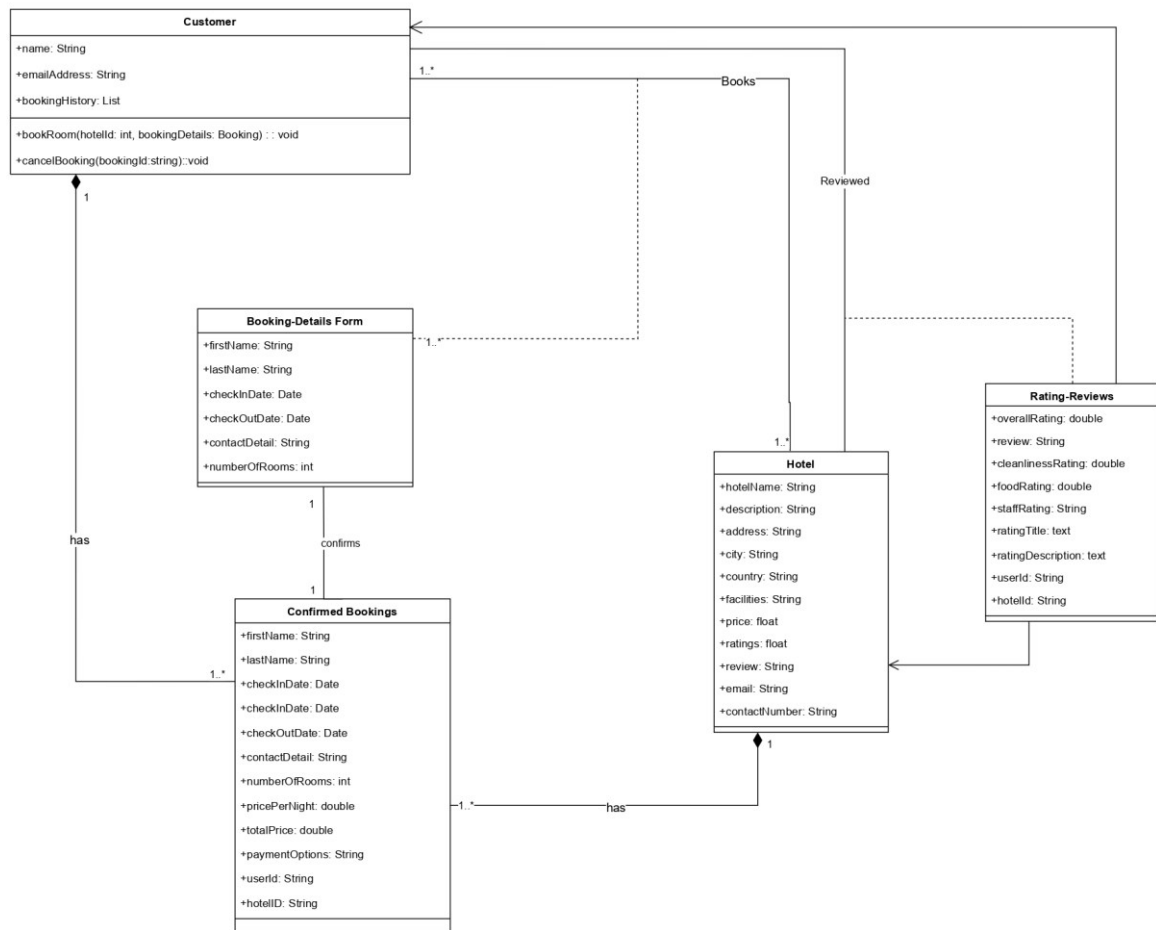 Customer
+name: String
+emailAddress: String
+bookingHistory: List
+bookRoom(hotelId: int, bookingDetails: Booking) : : void
+cancelBooking(bookingId:string)::void
1..*
Books
1
Reviewed
Booking-Details Form
+firstName: String
+lastName: String
+checkInDate: Date
+checkOutDate: Date
+contactDetail: String
+numberOfRooms: int
1..*
1
confirms
1
has
1..*
Confirmed Bookings
+firstName: String
+lastName: String
+checkInDate: Date
+checkInDate: Date
+checkOutDate: Date
+contactDetail: String
+numberOfRooms: int
+pricePerNight: double
+totalPrice: double
+paymentOptions: String
+userId: String
+hotelID: String
1..*
has
1
1..*
Hotel
+hotelName: String
+description: String
+address: String
+city: String
+country: String
+facilities: String
+price: float
+ratings: float
+review: String
+email: String
+contactNumber: String
Rating-Reviews
+overallRating: double
+review: String
+cleanlinessRating: double
+foodRating: double
+staffRating: String
+ratingTitle: text
+ratingDescription: text
+userId: String
+hotelId: String